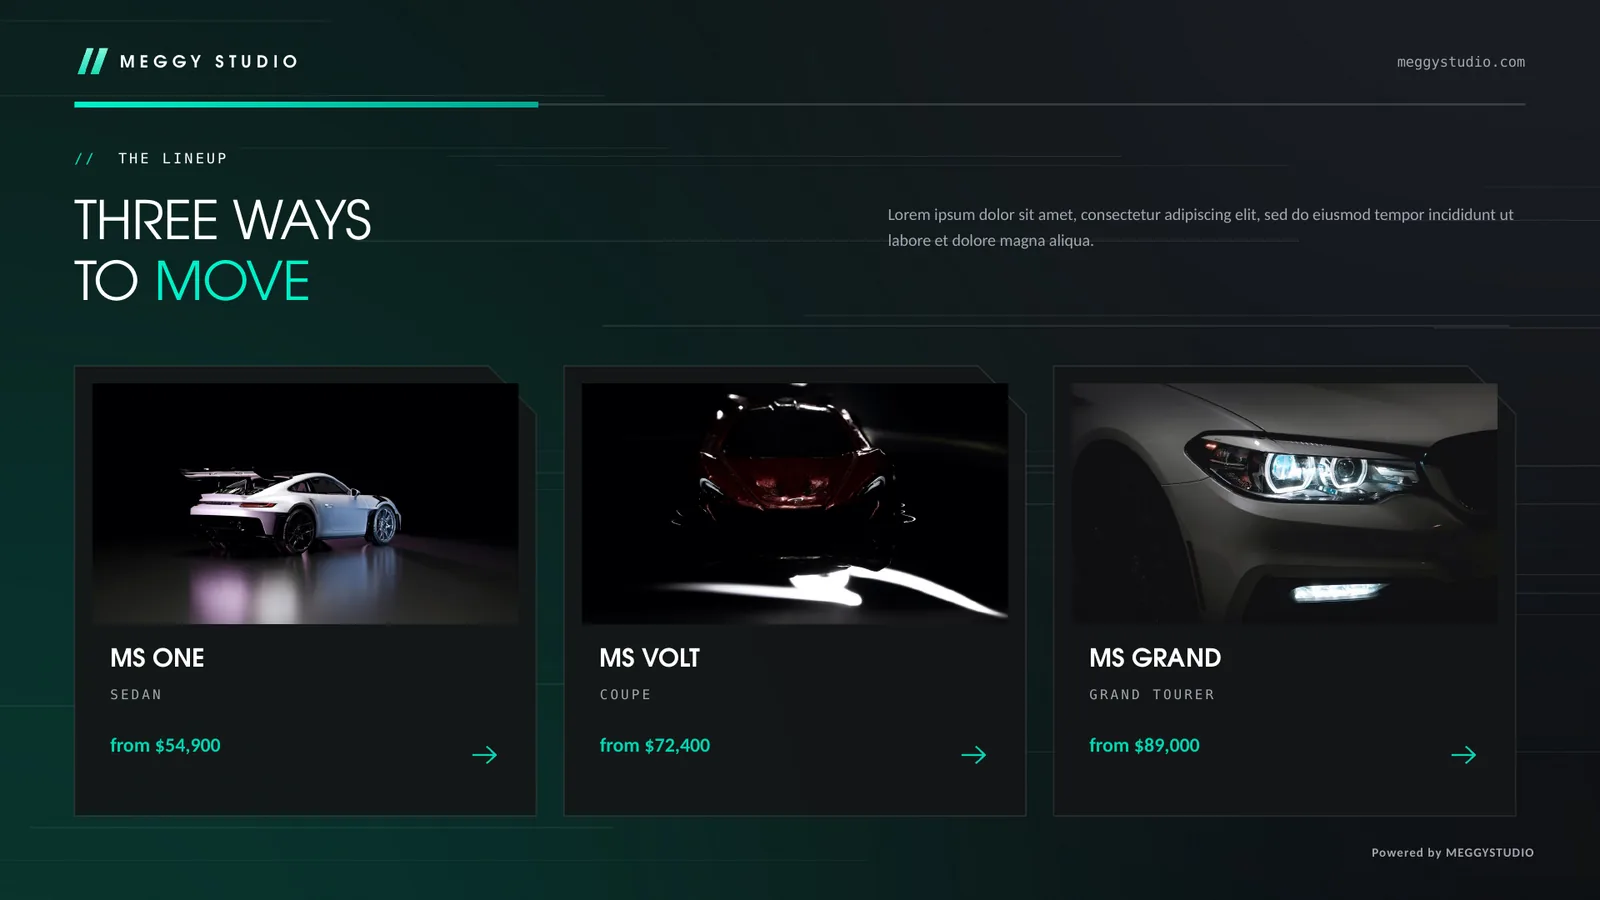 MEGGY STUDIO
meggystudio.com
// THE LINEUP
THREE WAYS
TO MOVE
Lorem ipsum dolor sit amet, consectetur adipiscing elit, sed do eiusmod tempor incididunt ut
labore et dolore magna aliqua.
MS ONE
SEDAN
from $54,900
MS VOLT
COUPE
from $72,400
MS GRAND
GRAND TOURER
from $89,000
Powered by MEGGYSTUDIO